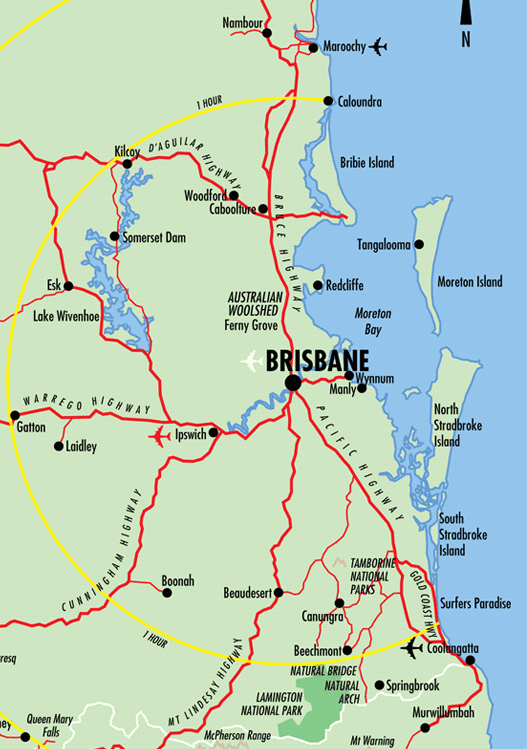 Nambour
N
Maroochy
1 HOUR
Caloundra
Kilcoy
D'AGUILAR HIGHWAY
Bribie Island
Woodford
Caboolture
BRUCE HIGHWAY
Somerset Dam
Tangalooma
Esk
Redcliffe
Moreton Island
AUSTRALIAN
WOOLSHED
Ferny Grove
Lake Wivenhoe
Moreton
Bay
BRISBANE
Wynnum
Manly
WARREGO HIGHWAY
Gatton
Laidley
Ipswich
PACIFIC HIGHWAY
North
Stradbroke
Island
CUNNINGHAM HIGHWAY
South
Stradbroke
Island
TAMBORINE
NATIONAL
PARKS
Boonah
Beaudesert
GOLD COAST HWY
Surfers Paradise
Canungra
1 HOUR
Beechmont
Coolangatta
MT LINDESAY HIGHWAY
NATURAL BRIDGE
NATURAL
ARCH
Springbrook
LAMINGTON
NATIONAL PARK
Murwillumbah
Queen Mary
Falls
McPherson Range
Mt Warning